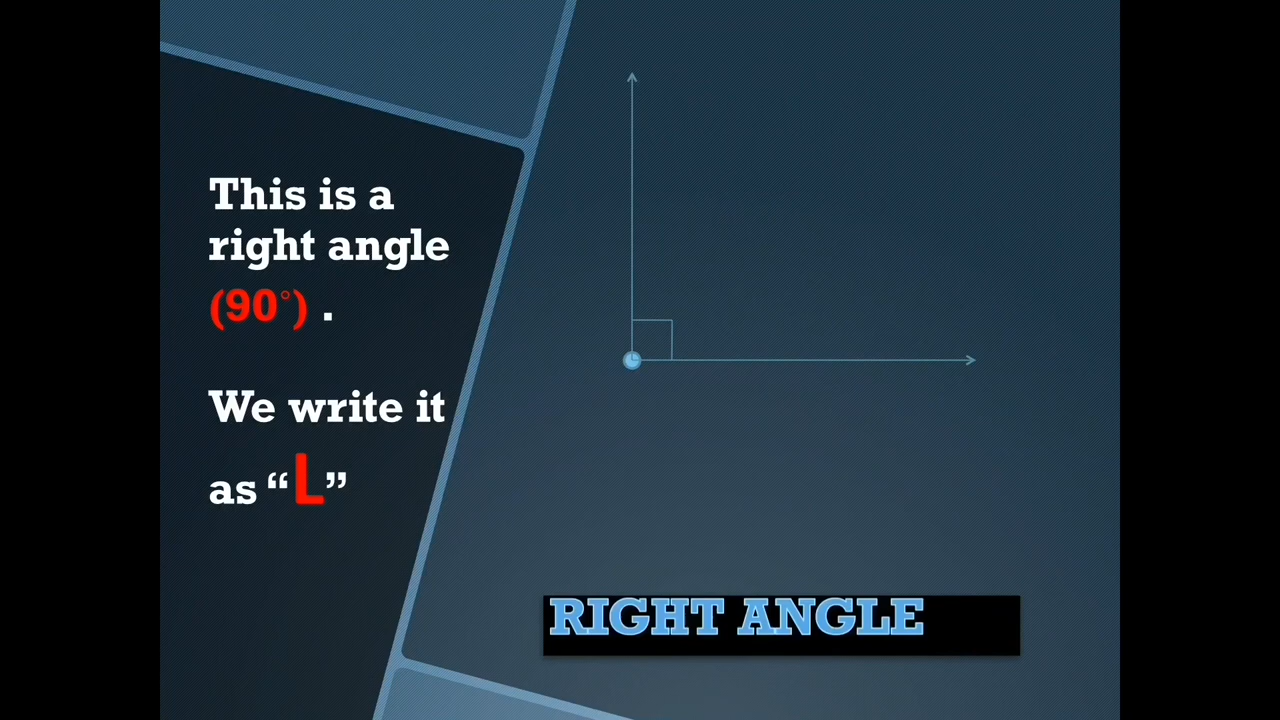 This is a
right angle
(90°) .
We write it
as “L”
RIGHT ANGLE